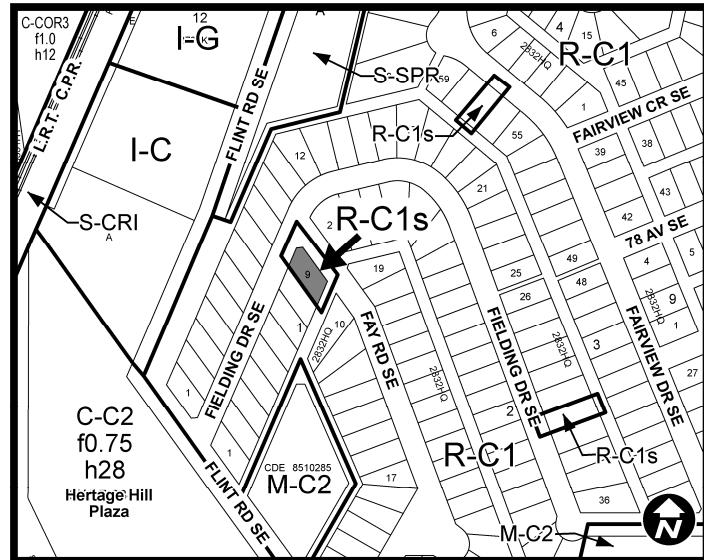 C-COR3
f1.0
h12
12
I-G
A
S-SPR
59
6
2832HQ
4
15
R-C1
45
L.R.T. C.P.R.
FLINT RD SE
1
FAIRVIEW CR SE
R-C1s
55
39
38
I-C
12
21
43
S-CRI
A
2
R-C1s
42
78 AV SE
9
19
49
4
5
25
48
2832HQ
9
26
1
1
10
2832HQ
FAY RD SE
2832HQ
FIELDING DR SE
FIELDING DR SE
3
FAIRVIEW DR SE
27
1
2
C-C2
f0.75
h28
Hertage Hill
Plaza
1
FLINT RD SE
CDE 8510285
M-C2
R-C1
R-C1s
17
36
M-C2
N